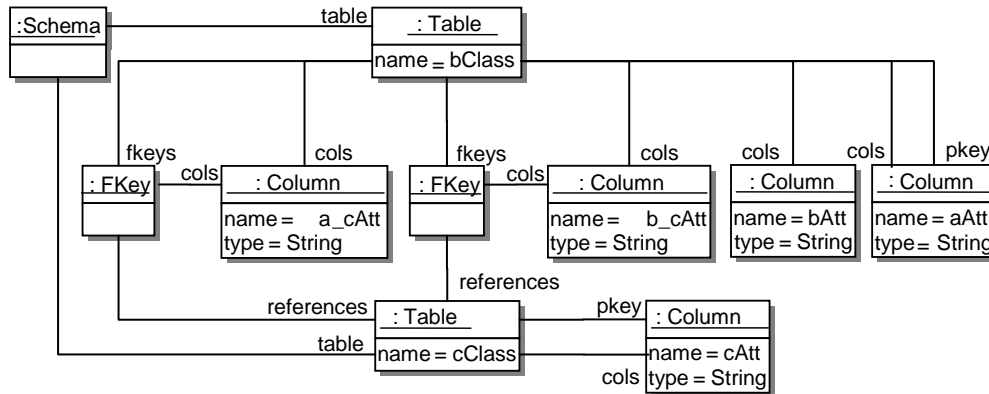 :Schema
table
: Table
name = bClass
fkeys
cols
fkeys
cols
cols
cols
pkey
: FKey
cols
: Column
name = a_cAtt
type = String
: FKey
cols
: Column
name = b_cAtt
type = String
: Column
name = bAtt
type = String
: Column
name = aAtt
type = String
references
references
: Table
name = cClass
table
pkey
: Column
name = cAtt
type = String
cols